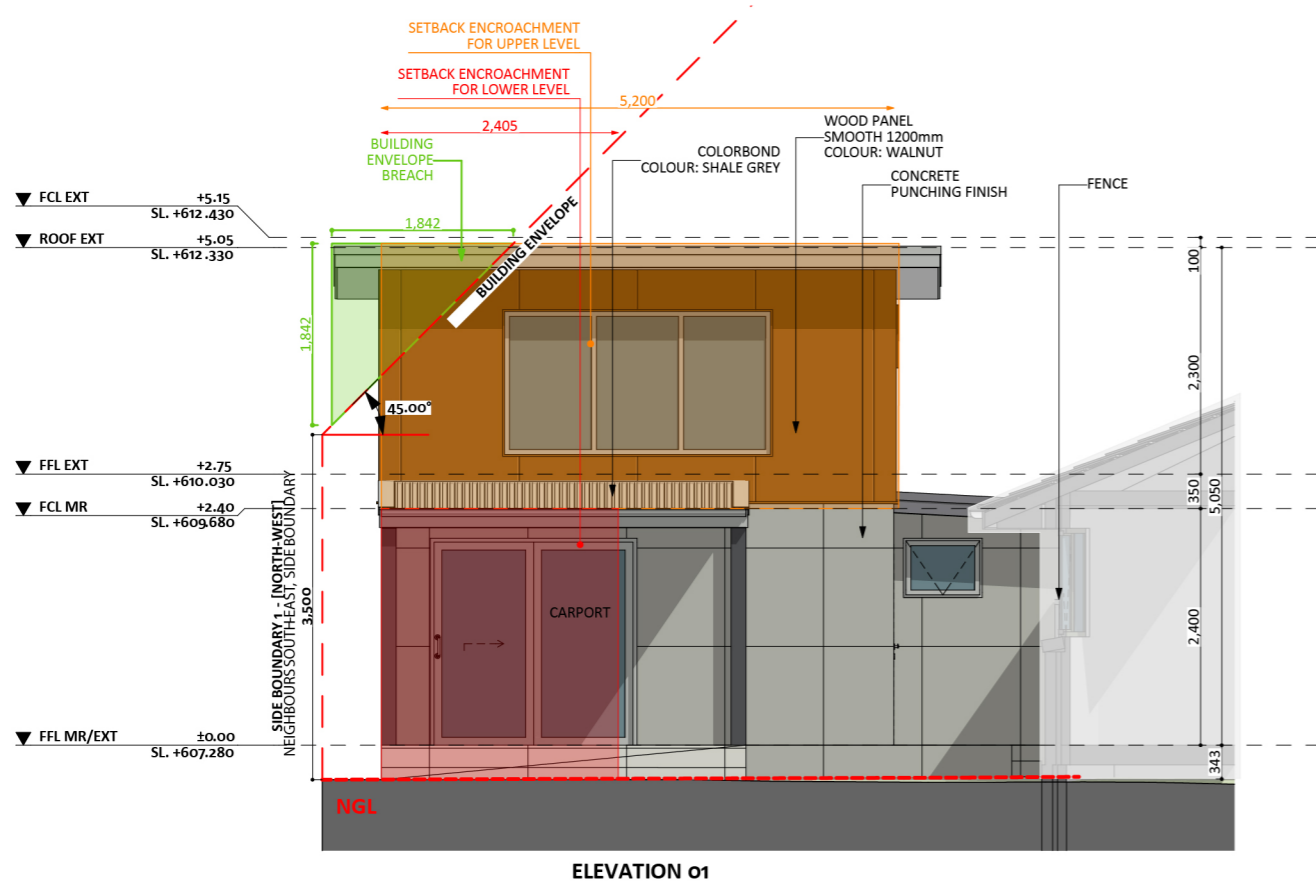 SETBACK ENCROACHMENT
FOR UPPER LEVEL
SETBACK ENCROACHMENT
FOR LOWER LEVEL
5,200
2,405
WOOD PANEL
SMOOTH 1200mm
COLOUR: WALNUT
BUILDING
ENVELOPE
BREACH
COLORBOND
COLOUR: SHALE GREY
CONCRETE
PUNCHING FINISH
FENCE
FCL EXT +5.15
SL. +612.430
1,842
BUILDING ENVELOPE
ROOF EXT +5.05
SL. +612.330
100
1,842
2,300
45.00°
FFL EXT +2.75
SL. +610.030
350
5,050
FCL MR +2.40
SL. +609.680
SIDE BOUNDARY 1 - [NORTH-WEST]
NEIGHBOURS SOUTH-EAST, SIDE BOUNDARY
3,500
CARPORT
2,400
FFL MR/EXT ±0.00
SL. +607.280
343
NGL
ELEVATION 01